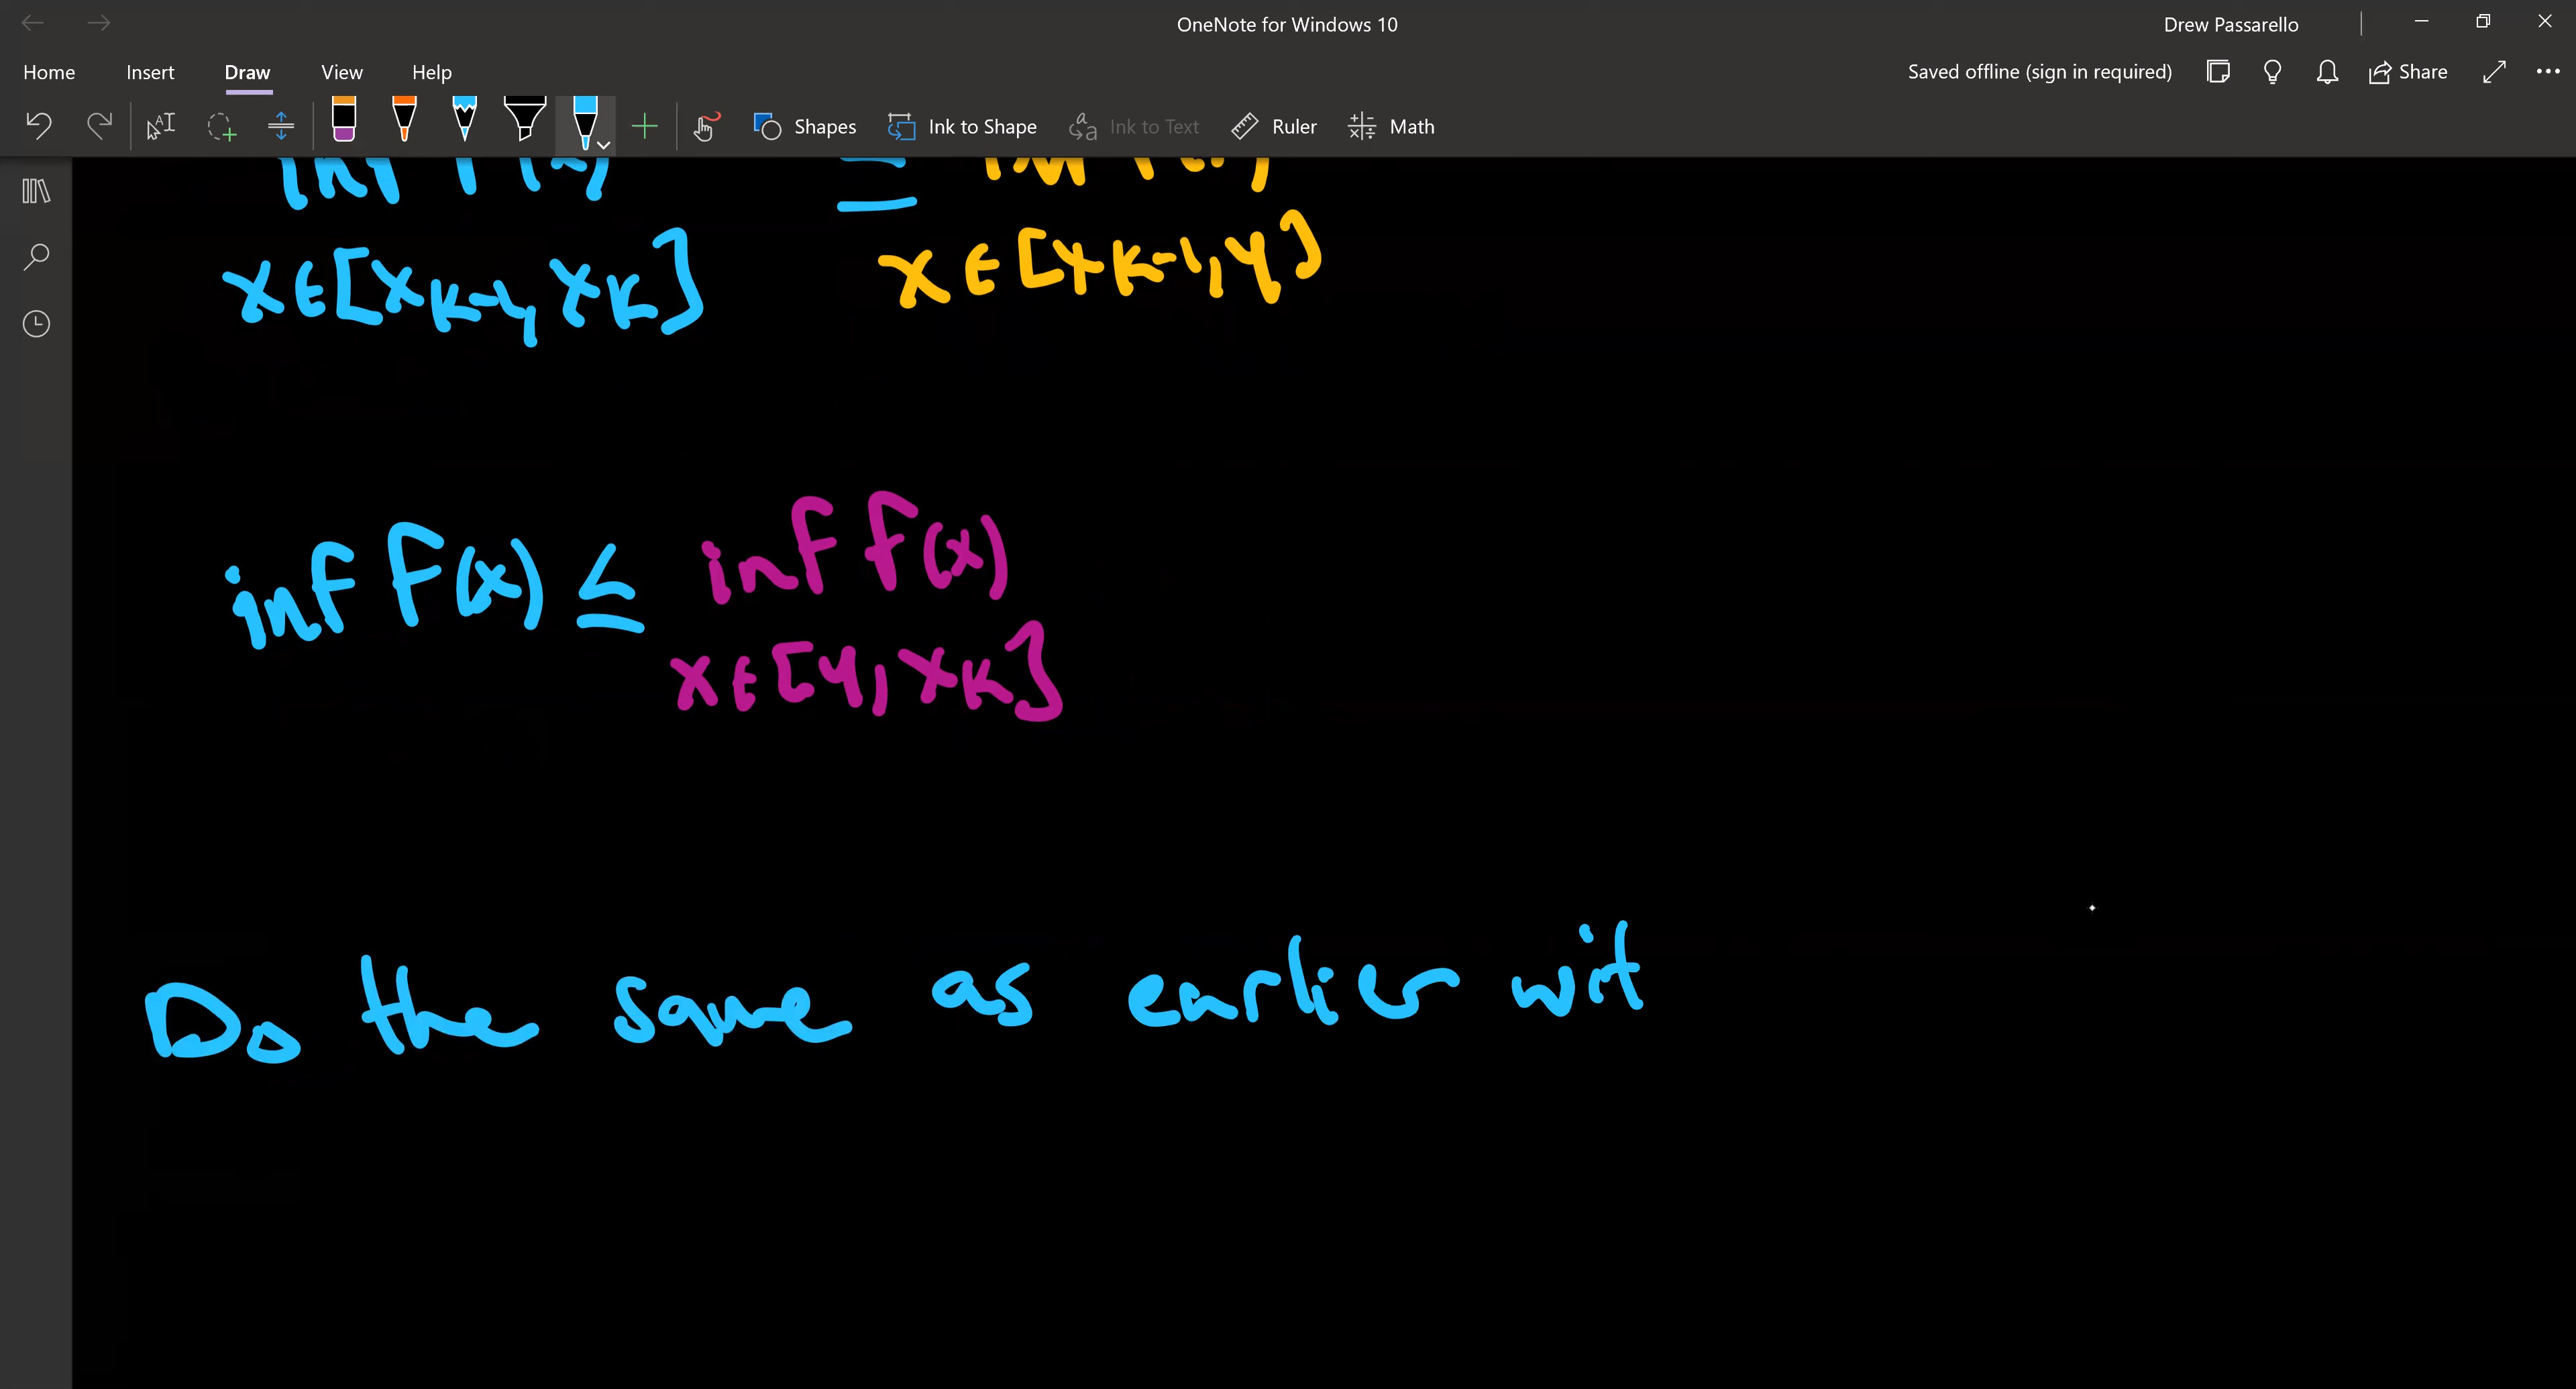 OneNote for Windows 10
Drew Passarello
Home Insert Draw View Help
Saved offline (sign in required) Share
Shapes Ink to Shape Ink to Text Ruler Math
inf f(x) ≤ inf f(x)
x∈[xK-1, xK] x∈[xK-1, y]
inf f(x) ≤ inf f(x)
x∈[y, xK]
Do the same as earlier wit